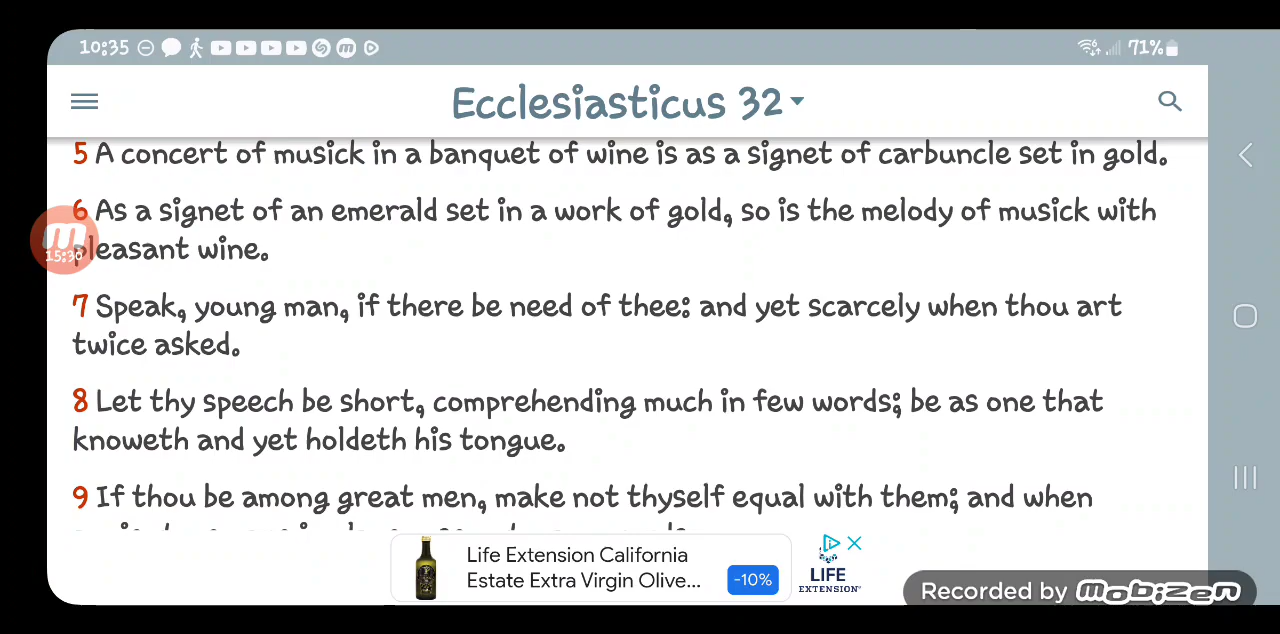 10:35
71%
Ecclesiasticus 32
5 A concert of musick in a banquet of wine is as a signet of carbuncle set in gold.
6 As a signet of an emerald set in a work of gold, so is the melody of musick with
pleasant wine.
15:30
7 Speak, young man, if there be need of thee: and yet scarcely when thou art
twice asked.
8 Let thy speech be short, comprehending much in few words; be as one that
knoweth and yet holdeth his tongue.
9 If thou be among great men, make not thyself equal with them; and when
Life Extension California
Estate Extra Virgin Olive...
-10%
LIFE
EXTENSION
Recorded by mobizen